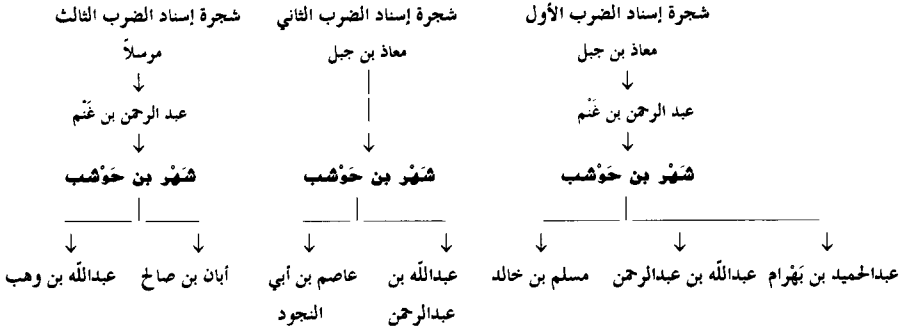 شجرة إسناد الضرب الأول
معاذ بن جبل
عبد الرحمن بن غَنْم
شَهْر بن حَوْشب
عبدالحميد بن بَهْرام
عبدالله بن عبدالرحمن
مسلم بن خالد
شجرة إسناد الضرب الثاني
معاذ بن جبل
شَهْر بن حَوْشب
عبدالله بن
عبدالرحمن
عاصم بن أبي
النجود
شجرة إسناد الضرب الثالث
مرسلاً
عبد الرحمن بن غَنْم
شَهْر بن حَوْشب
أبان بن صالح
عبدالله بن وهب